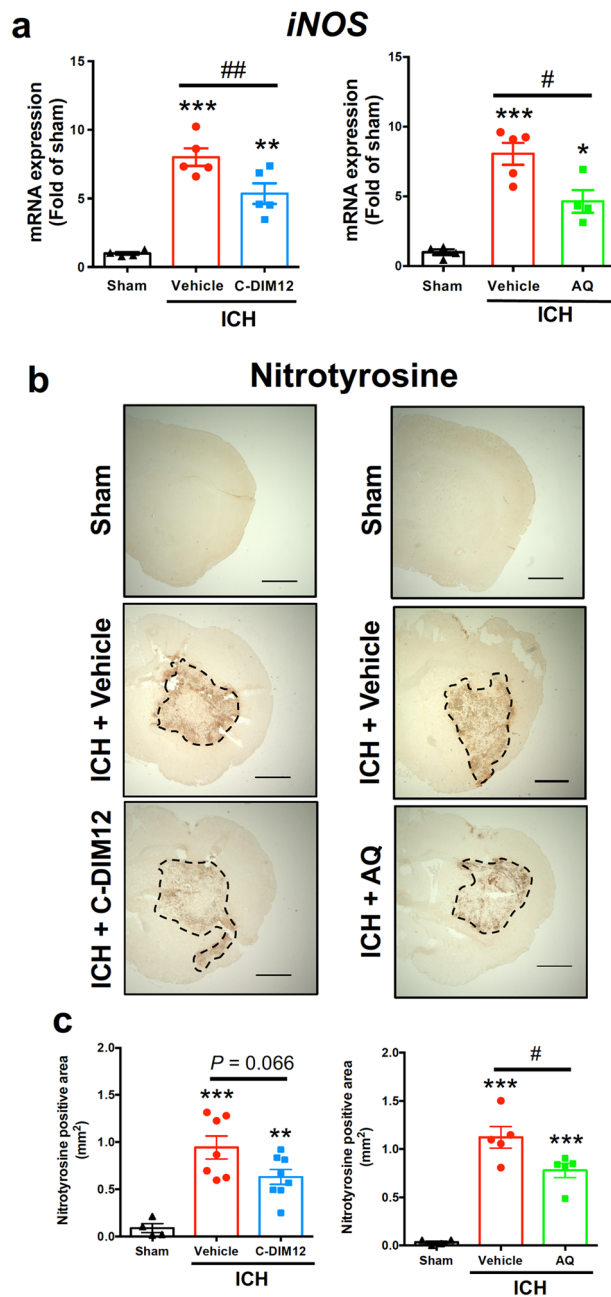 a
iNOS
mRNA expression
(Fold of sham)
15
10
5
0
##
***
**
Sham
Vehicle
C-DIM12
ICH
mRNA expression
(Fold of sham)
15
10
5
0
#
***
*
Sham
Vehicle
AQ
ICH
b
Nitrotyrosine
Sham
Sham
ICH + Vehicle
ICH + Vehicle
ICH + C-DIM12
ICH + AQ
c
Nitrotyrosine positive area
(mm²)
2.0
1.5
1.0
0.5
0.0
P = 0.066
***
**
Sham
Vehicle
C-DIM12
ICH
Nitrotyrosine positive area
(mm²)
2.0
1.5
1.0
0.5
0.0
#
***
***
Sham
Vehicle
AQ
ICH